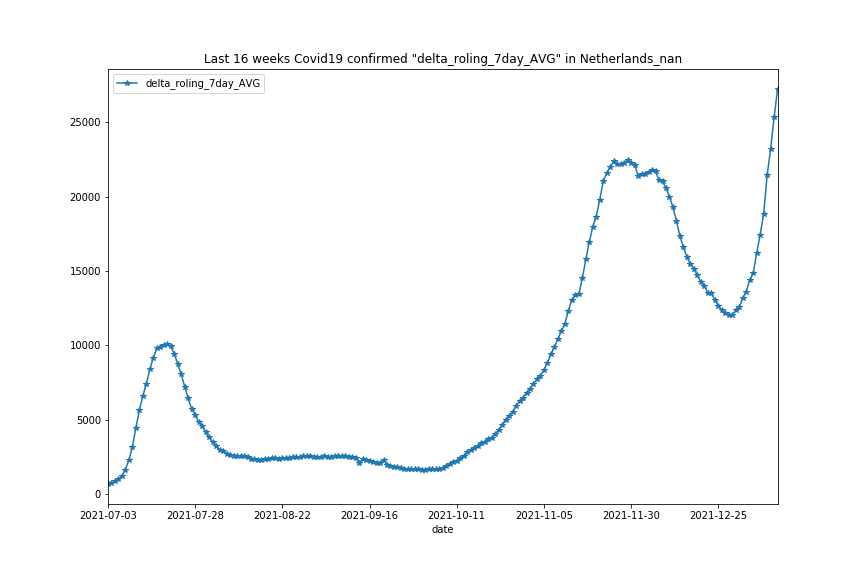 Last 16 weeks Covid19 confirmed "delta_roling_7day_AVG" in Netherlands_nan
delta_roling_7day_AVG
25000
20000
15000
10000
5000
0
2021-07-03 2021-07-28 2021-08-22 2021-09-16 2021-10-11 2021-11-05 2021-11-30 2021-12-25
date